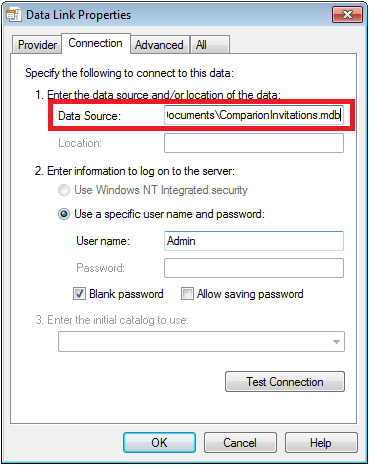 Data Link Properties
Provider Connection Advanced All
Specify the following to connect to this data:
1. Enter the data source and/or location of the data:
Data Source: ocuments\ComparionInvitations.mdb
Location:
2. Enter information to log on to the server:
Use Windows NT Integrated security
Use a specific user name and password:
User name: Admin
Password:
Blank password Allow saving password
3. Enter the initial catalog to use:
Test Connection
OK Cancel Help